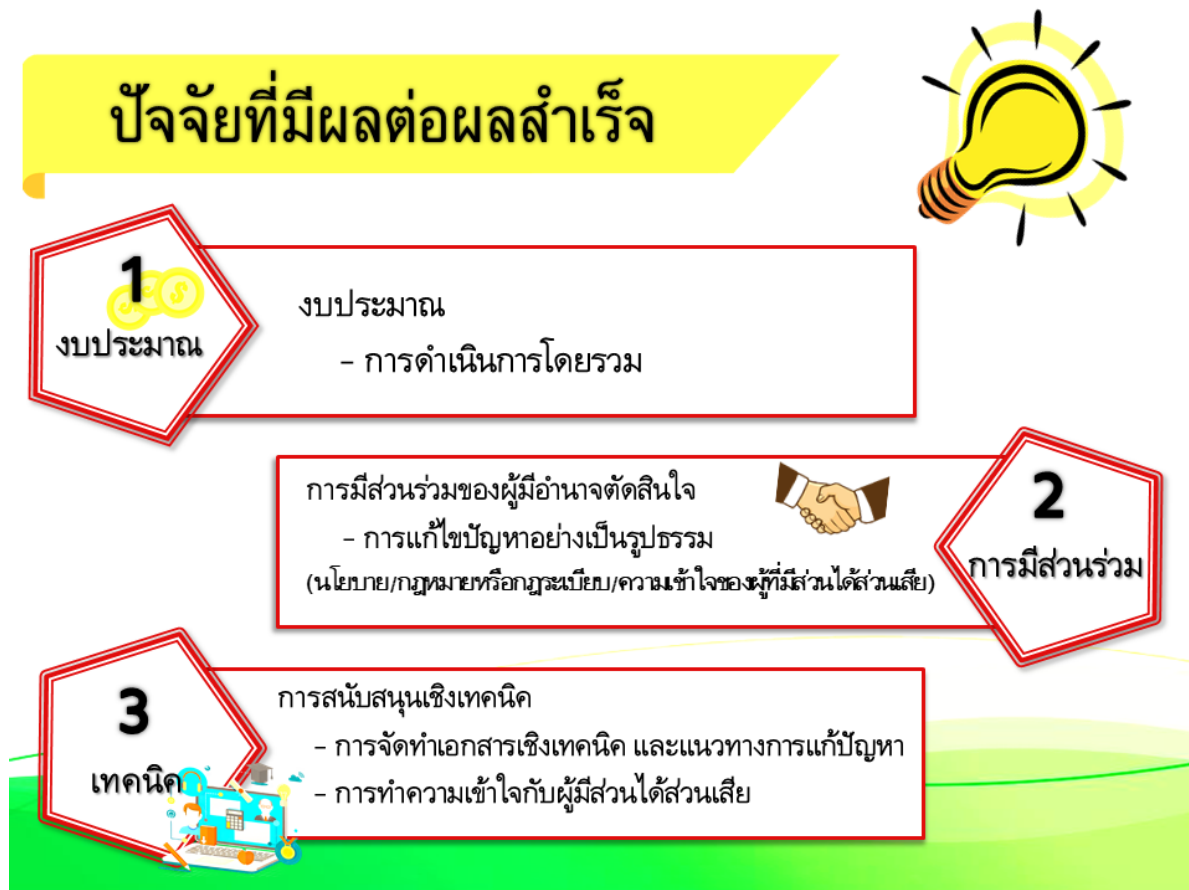 ปัจจัยที่มีผลต่อผลสำเร็จ
1
งบประมาณ
งบประมาณ
- การดำเนินการโดยรวม
2
การมีส่วนร่วม
การมีส่วนร่วมของผู้มีอำนาจตัดสินใจ
- การแก้ไขปัญหาอย่างเป็นรูปธรรม
(นโยบาย/กฎหมายหรือกฎระเบียบ/ความเข้าใจของผู้ที่มีส่วนได้ส่วนเสีย)
3
เทคนิค
การสนับสนุนเชิงเทคนิค
- การจัดทำเอกสารเชิงเทคนิค และแนวทางการแก้ปัญหา
- การทำความเข้าใจกับผู้มีส่วนได้ส่วนเสีย